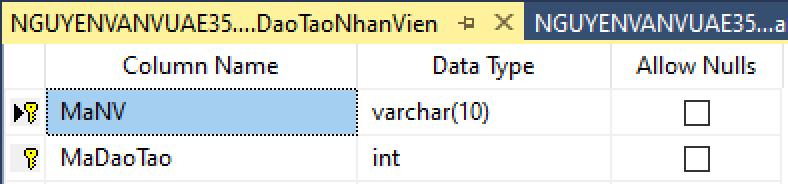 NGUYENVANVUAE35....DaoTaoNhanVien NGUYENVANVUAE35...a
Column Name Data Type Allow Nulls
MaNV varchar(10)
MaDaoTao int